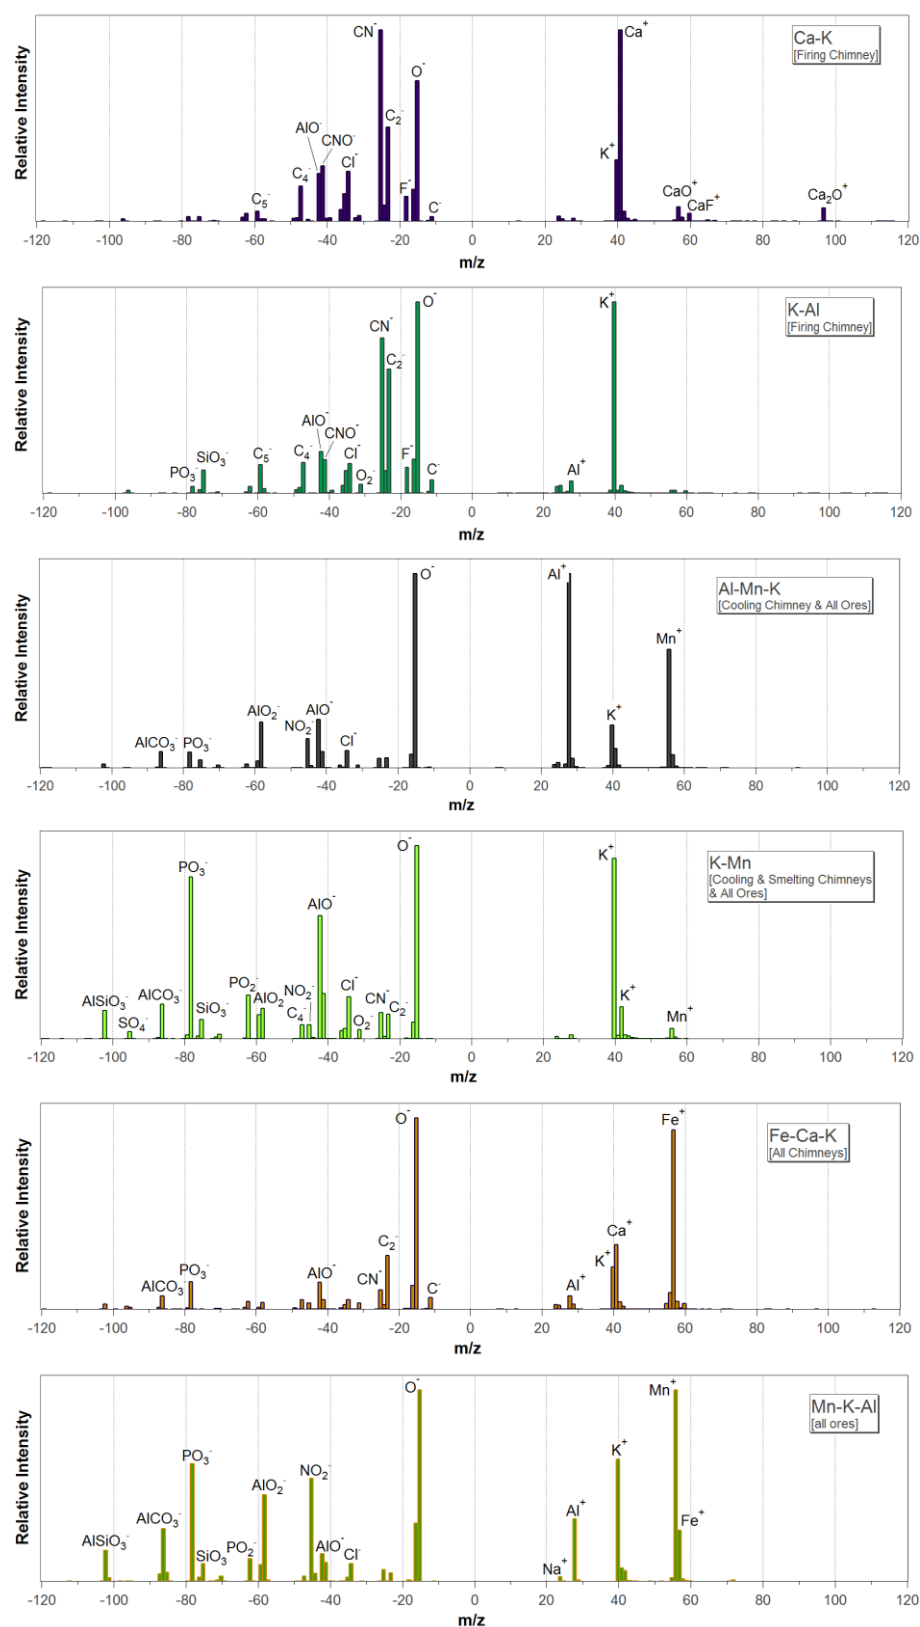 Relative Intensity
CN⁻
O⁻
C₂⁻
AlO⁻
CNO⁻
Cl⁻
C₄⁻
C₅⁻
F⁻
C⁻
Ca⁺
K⁺
CaO⁺
CaF⁺
Ca₂O⁺
Ca-K
[Firing Chimney]
-120 -100 -80 -60 -40 -20 0 20 40 60 80 100 120
m/z
Relative Intensity
O⁻
CN⁻
C₂⁻
AlO⁻
CNO⁻
Cl⁻
C₄⁻
C₅⁻
SiO₃⁻
PO₃⁻
O₂⁻
F⁻
C⁻
K⁺
Al⁺
K-Al
[Firing Chimney]
-120 -100 -80 -60 -40 -20 0 20 40 60 80 100 120
m/z
Relative Intensity
O⁻
AlO₂⁻
AlO⁻
NO₂⁻
Cl⁻
AlCO₃⁻
PO₃⁻
Al⁺
Mn⁺
K⁺
Al-Mn-K
[Cooling Chimney & All Ores]
-120 -100 -80 -60 -40 -20 0 20 40 60 80 100 120
m/z
Relative Intensity
O⁻
PO₃⁻
AlO⁻
AlSiO₃⁻
AlCO₃⁻
SO₄⁻
SiO₃⁻
PO₂⁻
AlO₂⁻
NO₂⁻
C₄⁻
Cl⁻
O₂⁻
CN⁻
C₂⁻
K⁺
K⁺
Mn⁺
K-Mn
[Cooling & Smelting Chimneys
& All Ores]
-120 -100 -80 -60 -40 -20 0 20 40 60 80 100 120
m/z
Relative Intensity
O⁻
C₂⁻
CN⁻
C⁻
AlO⁻
PO₃⁻
AlCO₃⁻
Fe⁺
Ca⁺
K⁺
Al⁺
Fe-Ca-K
[All Chimneys]
-120 -100 -80 -60 -40 -20 0 20 40 60 80 100 120
m/z
Relative Intensity
O⁻
PO₃⁻
NO₂⁻
AlO₂⁻
AlCO₃⁻
AlSiO₃⁻
SiO₃⁻
PO₂⁻
AlO⁻
Cl⁻
Mn⁺
K⁺
Al⁺
Fe⁺
Na⁺
Mn-K-Al
[all ores]
-120 -100 -80 -60 -40 -20 0 20 40 60 80 100 120
m/z